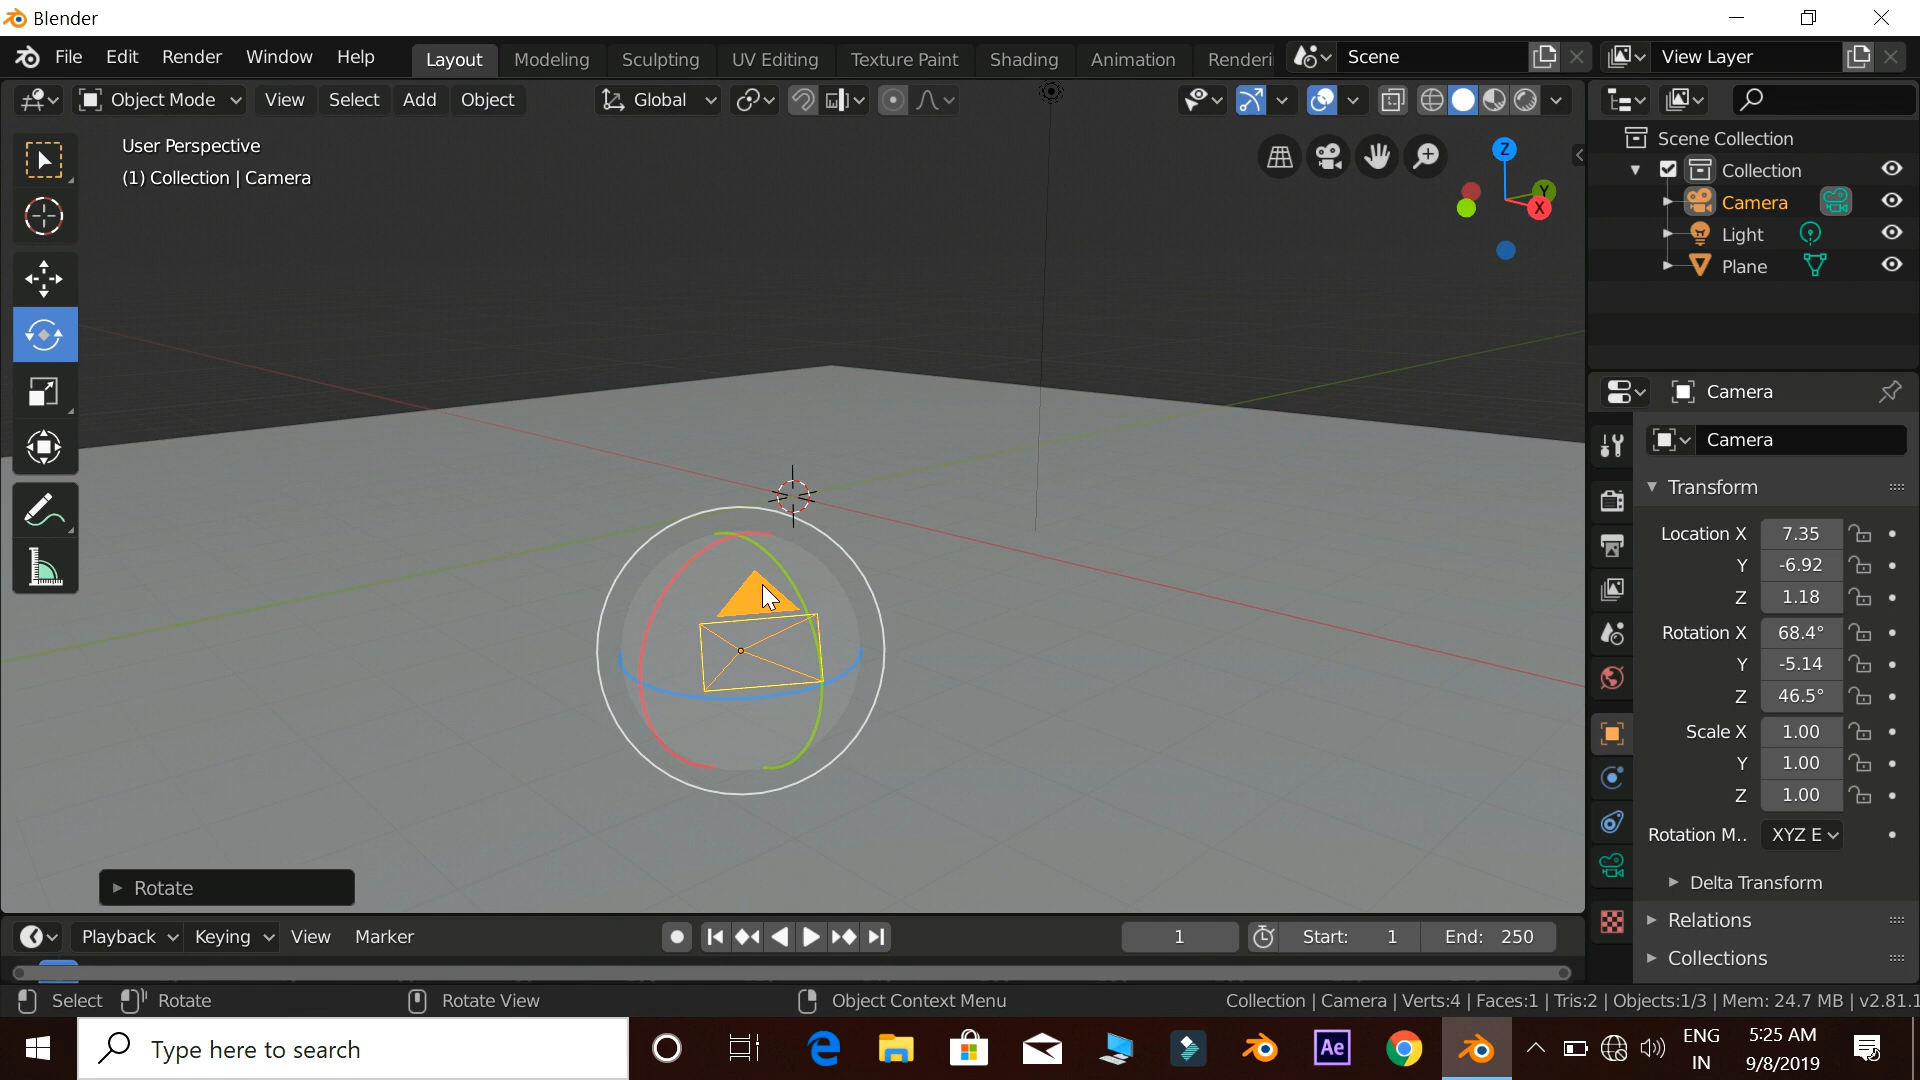 Blender
File Edit Render Window Help Layout Modeling Sculpting UV Editing Texture Paint Shading Animation Renderi Scene View Layer
Object Mode View Select Add Object Global
User Perspective
(1) Collection | Camera
Z
Y
X
Scene Collection
Collection
Camera
Light
Plane
Camera
Camera
Transform
Location X 7.35
Y -6.92
Z 1.18
Rotation X 68.4°
Y -5.14
Z 46.5°
Scale X 1.00
Y 1.00
Z 1.00
Rotation M.. XYZ E
Delta Transform
Relations
Collections
Rotate
Playback Keying View Marker 1 Start: 1 End: 250
Select Rotate Rotate View Object Context Menu Collection | Camera | Verts:4 | Faces:1 | Tris:2 | Objects:1/3 | Mem: 24.7 MB | v2.81.1
Type here to search
Ae
ENG
IN
5:25 AM
9/8/2019